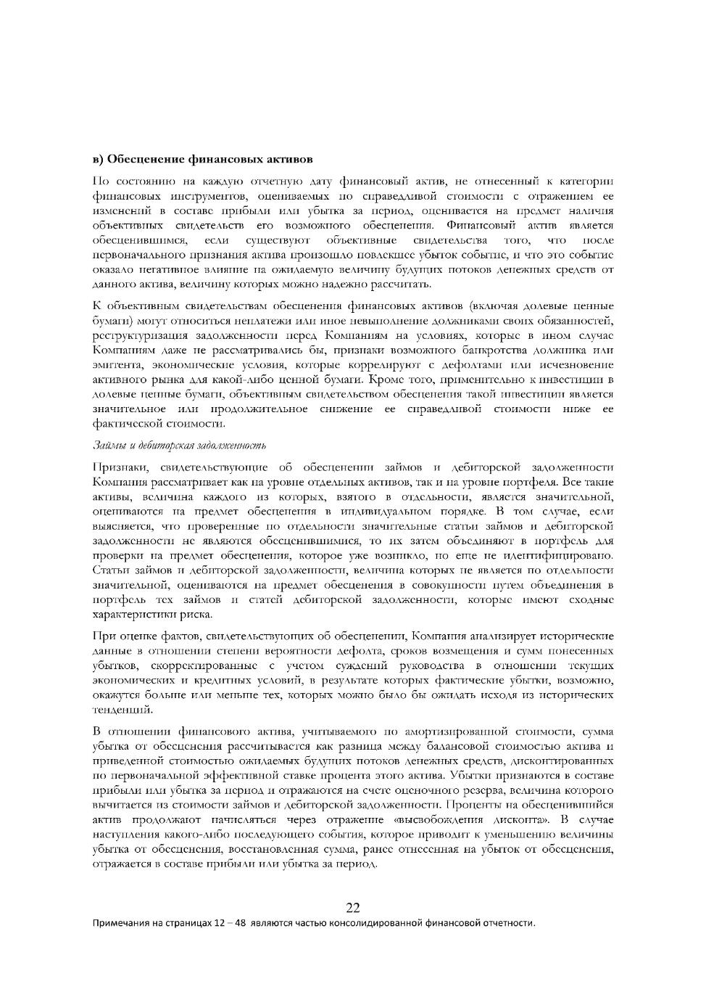 в) Обесценение финансовых активов
По состоянию на каждую отчетную дату финансовый актив, не отнесенный к категории
финансовых инструментов, оцениваемых по справедливой стоимости с отражением ее
изменений в составе прибыли или убытка за период, оценивается на предмет наличия
объективных свидетельств его возможного обесценения. Финансовый актив является
обесценившимся, если существуют объективные свидетельства того, что после
первоначального признания актива произошло повлекшее убыток событие, и что это событие
оказало негативное влияние на ожидаемую величину будущих потоков денежных средств от
данного актива, величину которых можно надежно рассчитать.
К объективным свидетельствам обесценения финансовых активов (включая долевые ценные
бумаги) могут относиться неплатежи или иное невыполнение должниками своих обязанностей,
реструктуризация задолженности перед Компаниям на условиях, которые в ином случае
Компаниям даже не рассматривались бы, признаки возможного банкротства должника или
эмитента, экономические условия, которые коррелируют с дефолтами или исчезновение
активного рынка для какой-либо ценной бумаги. Кроме того, применительно к инвестиции в
долевые ценные бумаги, объективным свидетельством обесценения такой инвестиции является
значительное или продолжительное снижение ее справедливой стоимости ниже ее
фактической стоимости.
Займы и дебиторская задолженность
Признаки, свидетельствующие об обесценении займов и дебиторской задолженности
Компания рассматривает как на уровне отдельных активов, так и на уровне портфеля. Все такие
активы, величина каждого из которых, взятого в отдельности, является значительной,
оцениваются на предмет обесценения в индивидуальном порядке. В том случае, если
выясняется, что проверенные по отдельности значительные статьи займов и дебиторской
задолженности не являются обесценившимися, то их затем объединяют в портфель для
проверки на предмет обесценения, которое уже возникло, но еще не идентифицировано.
Статьи займов и дебиторской задолженности, величина которых не является по отдельности
значительной, оцениваются на предмет обесценения в совокупности путем объединения в
портфель тех займов и статей дебиторской задолженности, которые имеют сходные
характеристики риска.
При оценке фактов, свидетельствующих об обесценении, Компания анализирует исторические
данные в отношении степени вероятности дефолта, сроков возмещения и сумм понесенных
убытков, скорректированные с учетом суждений руководства в отношении текущих
экономических и кредитных условий, в результате которых фактические убытки, возможно,
окажутся больше или меньше тех, которых можно было бы ожидать исходя из исторических
тенденций.
В отношении финансового актива, учитываемого по амортизированной стоимости, сумма
убытка от обесценения рассчитывается как разница между балансовой стоимостью актива и
приведенной стоимостью ожидаемых будущих потоков денежных средств, дисконтированных
по первоначальной эффективной ставке процента этого актива. Убытки признаются в составе
прибыли или убытка за период и отражаются на счете оценочного резерва, величина которого
вычитается из стоимости займов и дебиторской задолженности. Проценты на обесценившийся
актив продолжают начисляться через отражение «высвобождения дисконта». В случае
наступления какого-либо последующего события, которое приводит к уменьшению величины
убытка от обесценения, восстановленная сумма, ранее отнесенная на убыток от обесценения,
отражается в составе прибыли или убытка за период.
22
Примечания на страницах 12 – 48 являются частью консолидированной финансовой отчетности.